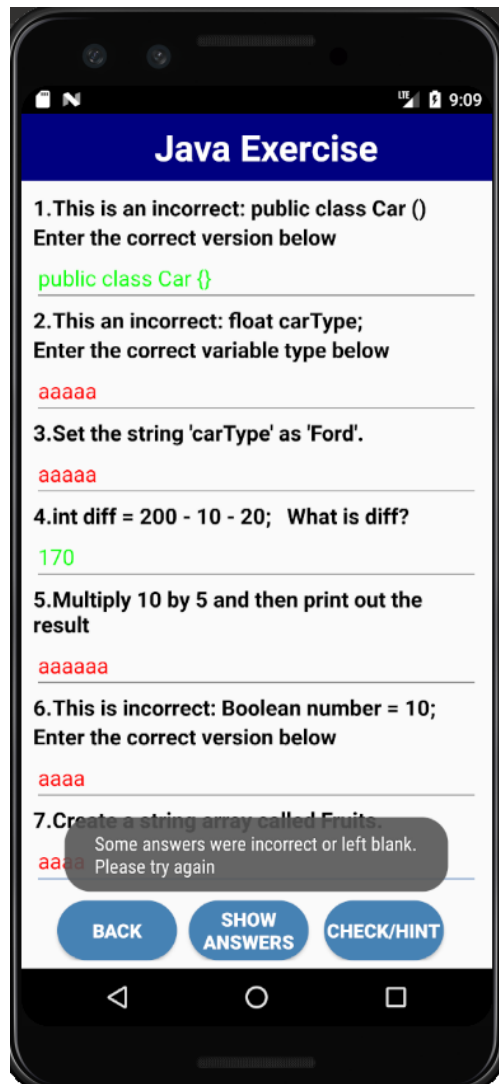 LTE 9:09
Java Exercise
1.This is an incorrect: public class Car ()
Enter the correct version below
public class Car {}
2.This an incorrect: float carType;
Enter the correct variable type below
aaaaa
3.Set the string 'carType' as 'Ford'.
aaaaa
4.int diff = 200 - 10 - 20;   What is diff?
170
5.Multiply 10 by 5 and then print out the
result
aaaaaa
6.This is incorrect: Boolean number = 10;
Enter the correct version below
aaaa
7.Create a string array called Fruits.
aaaa
Some answers were incorrect or left blank.
Please try again
BACK
SHOW
ANSWERS
CHECK/HINT